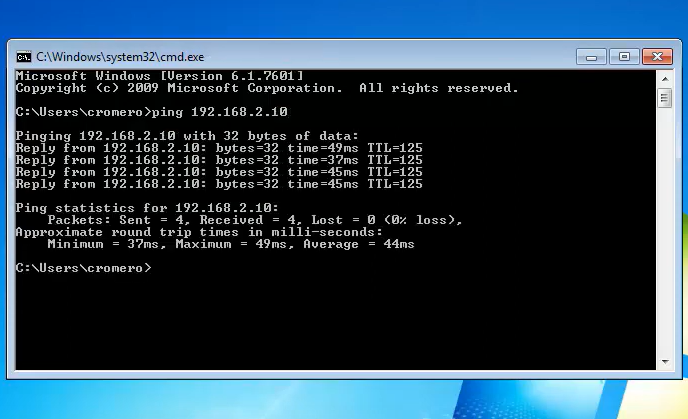 C:\Windows\system32\cmd.exe
Microsoft Windows [Version 6.1.7601]
Copyright (c) 2009 Microsoft Corporation.  All rights reserved.
C:\Users\cromero>ping 192.168.2.10
Pinging 192.168.2.10 with 32 bytes of data:
Reply from 192.168.2.10: bytes=32 time=49ms TTL=125
Reply from 192.168.2.10: bytes=32 time=37ms TTL=125
Reply from 192.168.2.10: bytes=32 time=45ms TTL=125
Reply from 192.168.2.10: bytes=32 time=45ms TTL=125
Ping statistics for 192.168.2.10:
    Packets: Sent = 4, Received = 4, Lost = 0 (0% loss),
Approximate round trip times in milli-seconds:
    Minimum = 37ms, Maximum = 49ms, Average = 44ms
C:\Users\cromero>